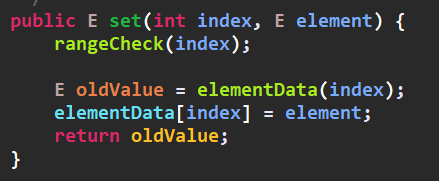 public E set(int index, E element) {
    rangeCheck(index);

    E oldValue = elementData(index);
    elementData[index] = element;
    return oldValue;
}